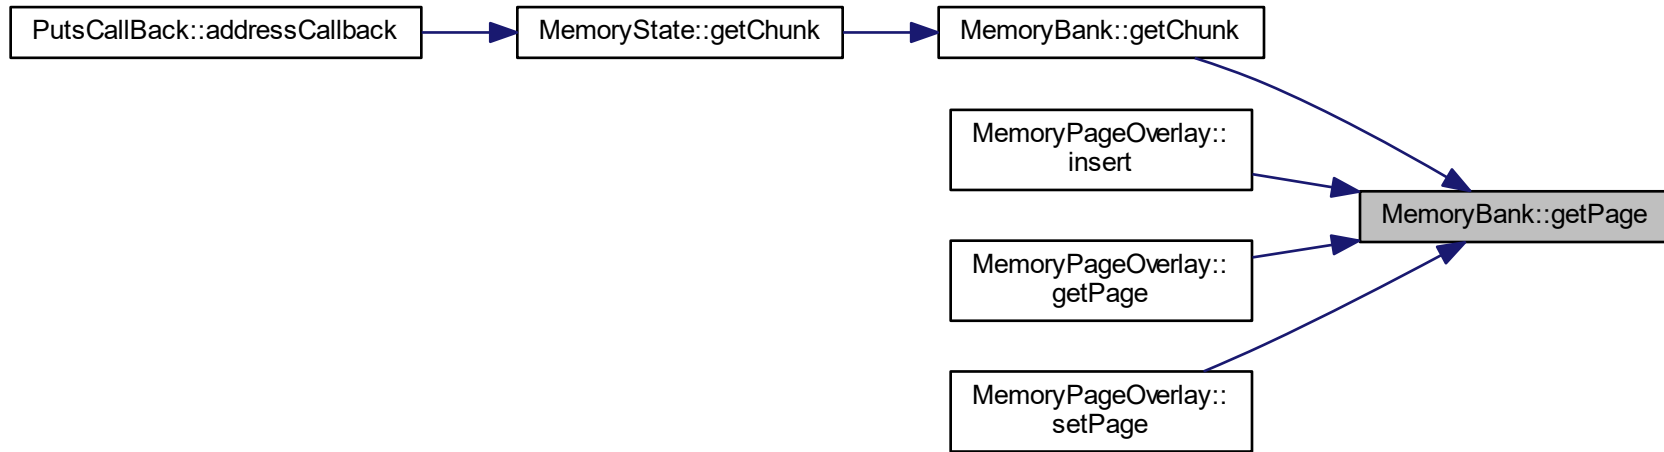 PutsCallBack::addressCallback
MemoryState::getChunk
MemoryBank::getChunk
MemoryPageOverlay::
insert
MemoryBank::getPage
MemoryPageOverlay::
getPage
MemoryPageOverlay::
setPage